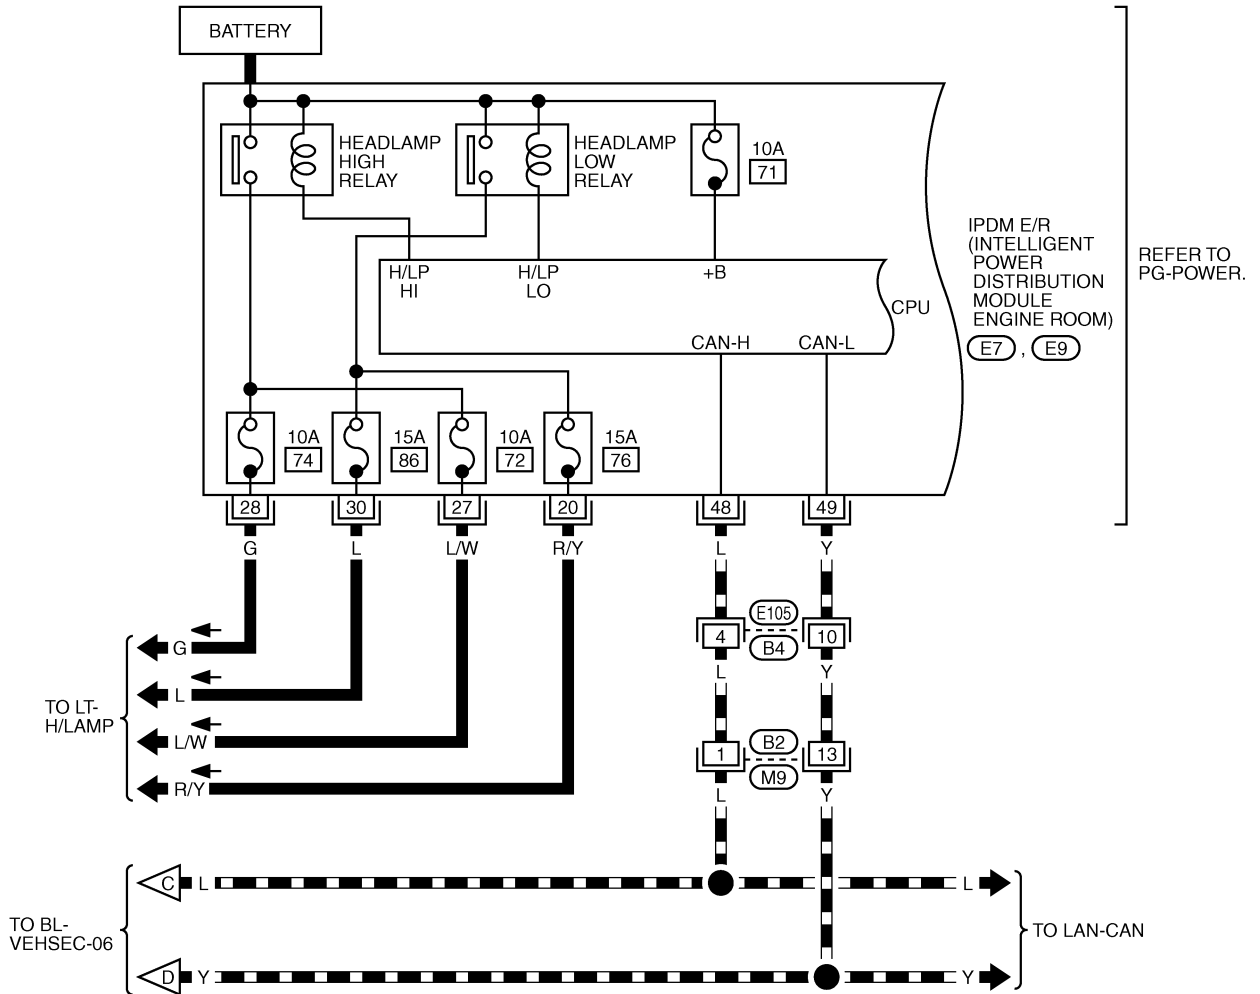 BATTERY
HEADLAMP
HIGH
RELAY
HEADLAMP
LOW
RELAY
10A
71
IPDM E/R
(INTELLIGENT
POWER
DISTRIBUTION
MODULE
ENGINE ROOM)
E7 , E9
REFER TO
PG-POWER.
H/LP
HI
H/LP
LO
+B
CPU
CAN-H
CAN-L
10A
74
15A
86
10A
72
15A
76
28
30
27
20
48
49
G
L
L/W
R/Y
L
Y
E105
4
10
B4
G
L
Y
L
TO LT-
H/LAMP
L/W
B2
1
13
M9
R/Y
L
Y
C
L
L
TO BL-
VEHSEC-06
TO LAN-CAN
D
Y
Y